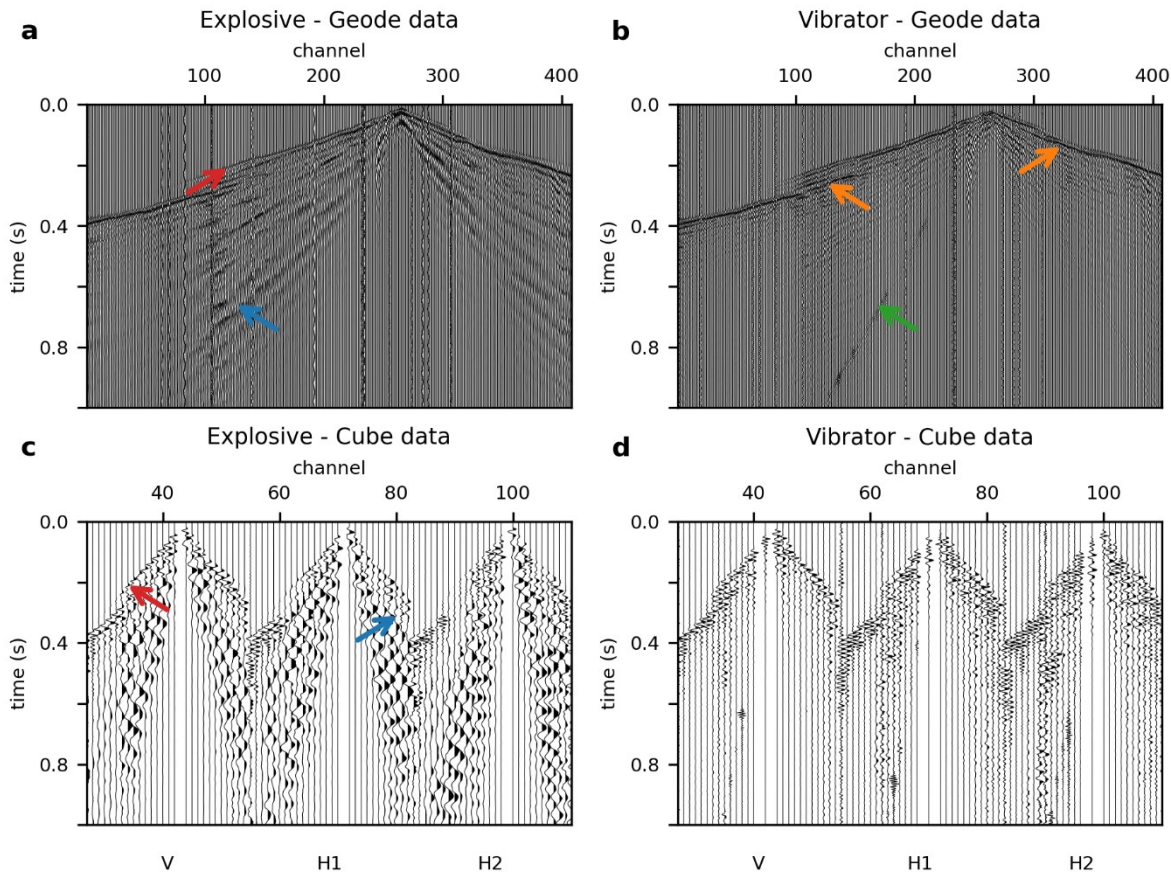 a
Explosive - Geode data
channel
100 200 300 400
0.0
0.4
0.8
time (s)
b
Vibrator - Geode data
channel
100 200 300 400
0.0
0.4
0.8
time (s)
c
Explosive - Cube data
channel
40 60 80 100
0.0
0.4
0.8
time (s)
V H1 H2
d
Vibrator - Cube data
channel
40 60 80 100
0.0
0.4
0.8
time (s)
V H1 H2